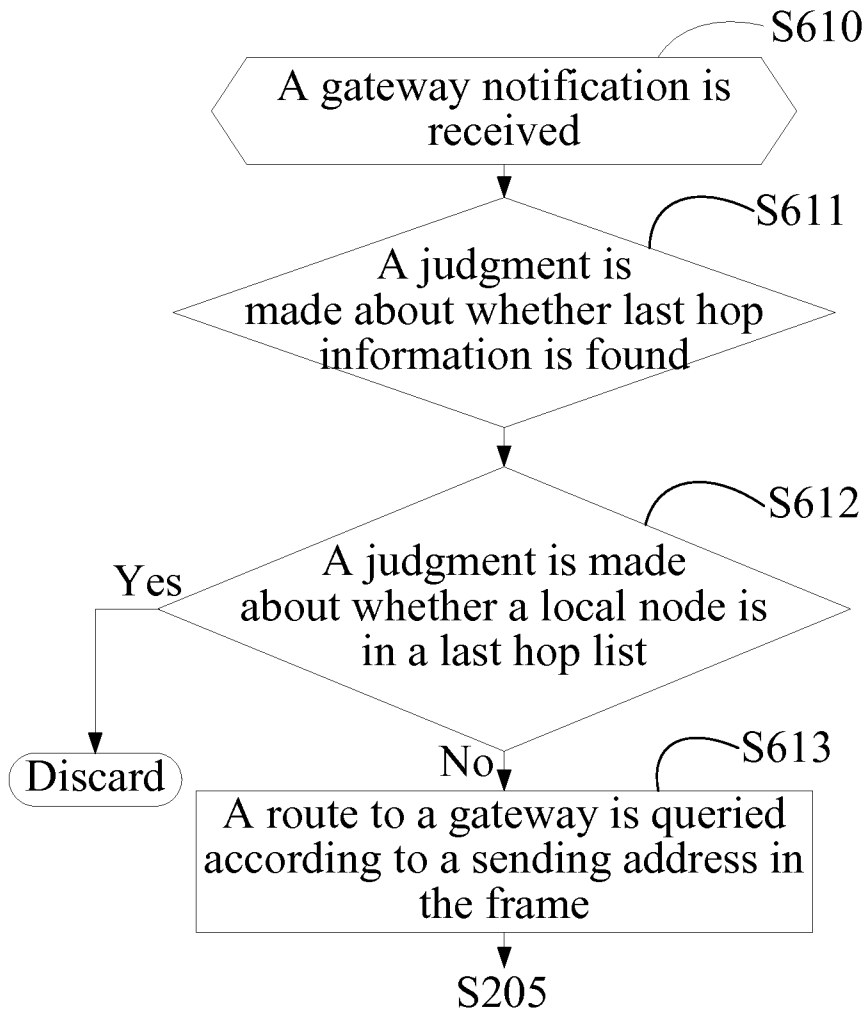 S610
A gateway notification is
received
S611
A judgment is
made about whether last hop
information is found
S612
A judgment is made
about whether a local node is
in a last hop list
Yes
Discard
No
S613
A route to a gateway is queried
according to a sending address in
the frame
S205